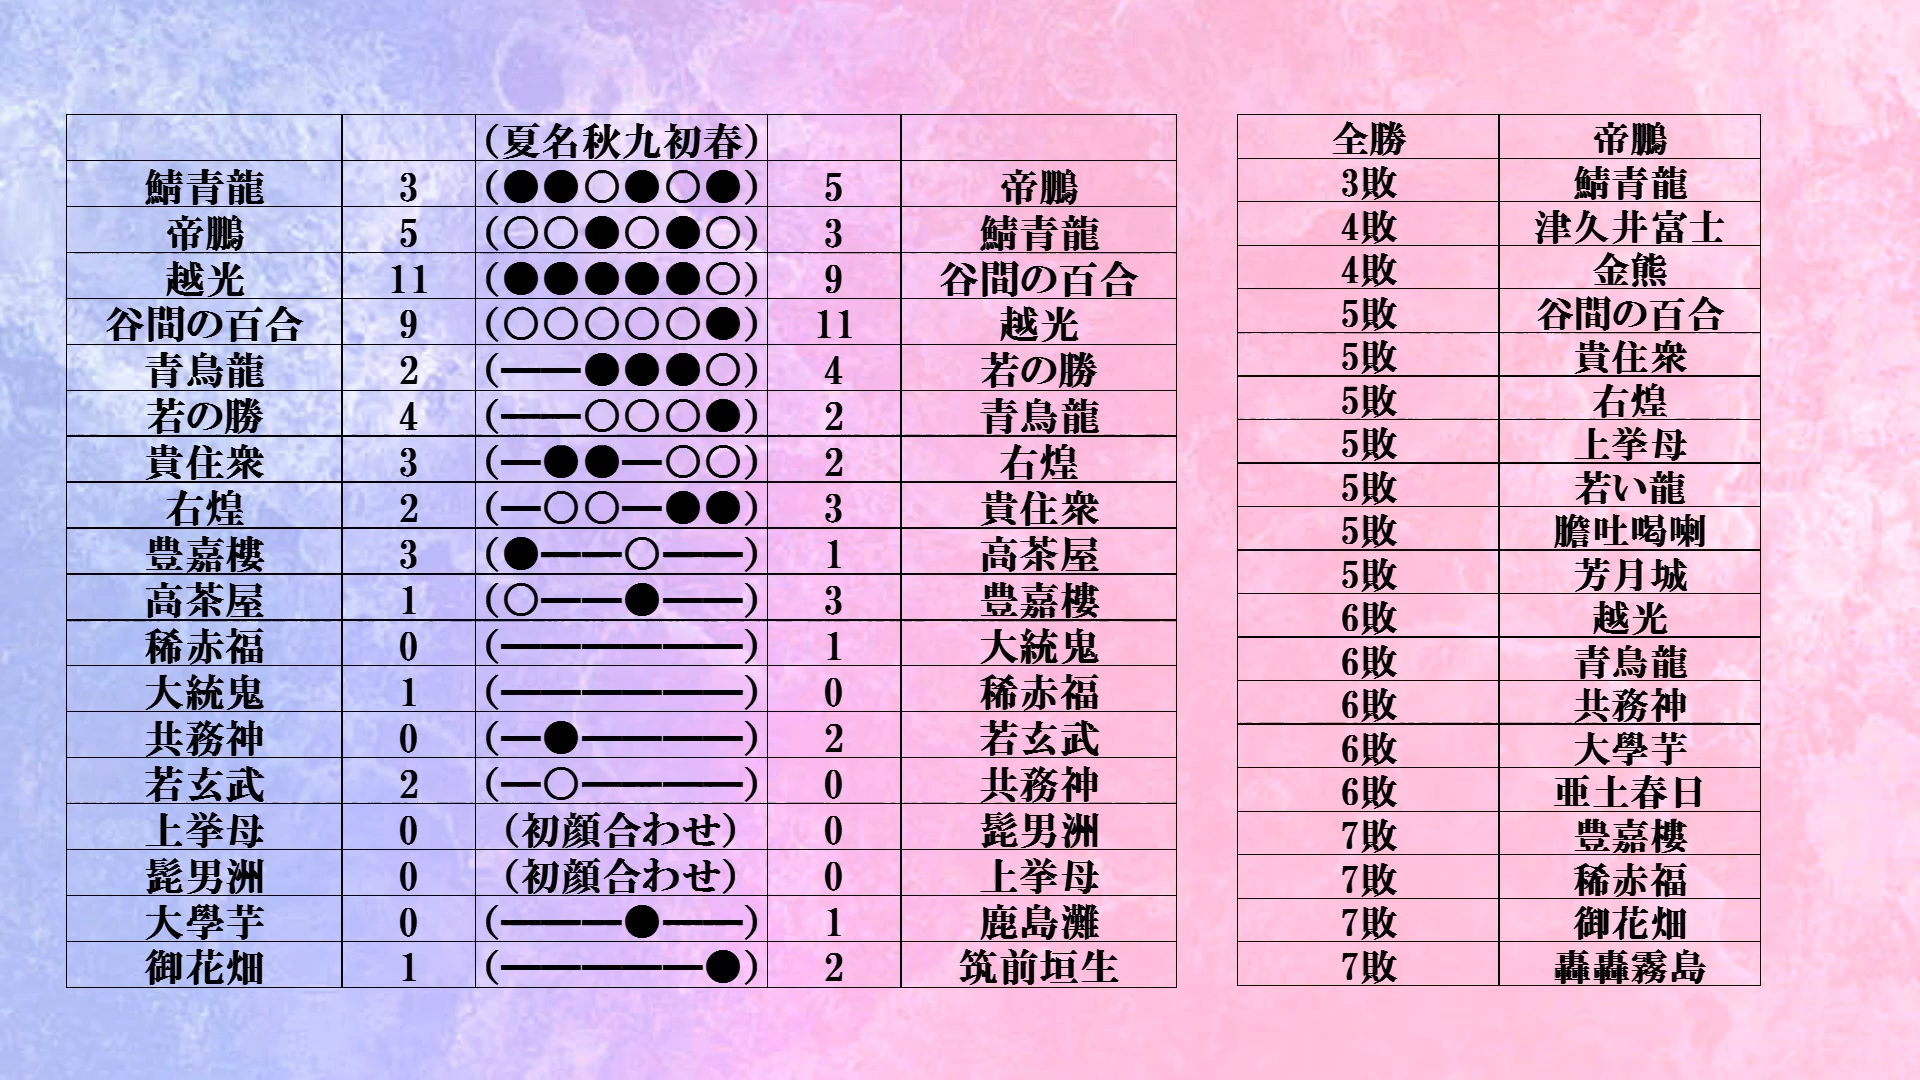 (夏名秋九初春)
鯖青龍 3 (●●○●○●) 5 帝鵬
帝鵬 5 (○○●○●○) 3 鯖青龍
越光 11 (●●●●●○) 9 谷間の百合
谷間の百合 9 (○○○○○●) 11 越光
青鳥龍 2 (――●●●○) 4 若の勝
若の勝 4 (――○○○●) 2 青鳥龍
貴住衆 3 (―●●―○○) 2 右煌
右煌 2 (―○○―●●) 3 貴住衆
豊嘉樓 3 (●――○――) 1 高茶屋
高茶屋 1 (○――●――) 3 豊嘉樓
稀赤福 0 (――――――) 1 大統鬼
大統鬼 1 (――――――) 0 稀赤福
共務神 0 (―●――――) 2 若玄武
若玄武 2 (―○――――) 0 共務神
上挙母 0 (初顔合わせ) 0 髭男洲
髭男洲 0 (初顔合わせ) 0 上挙母
大學芋 0 (―――●――) 1 鹿島灘
御花畑 1 (―――――●) 2 筑前垣生
全勝 帝鵬
3敗 鯖青龍
4敗 津久井富士
4敗 金熊
5敗 谷間の百合
5敗 貴住衆
5敗 右煌
5敗 上挙母
5敗 若い龍
5敗 膽吐喝喇
5敗 芳月城
6敗 越光
6敗 青鳥龍
6敗 共務神
6敗 大學芋
6敗 亜土春日
7敗 豊嘉樓
7敗 稀赤福
7敗 御花畑
7敗 轟轟霧島